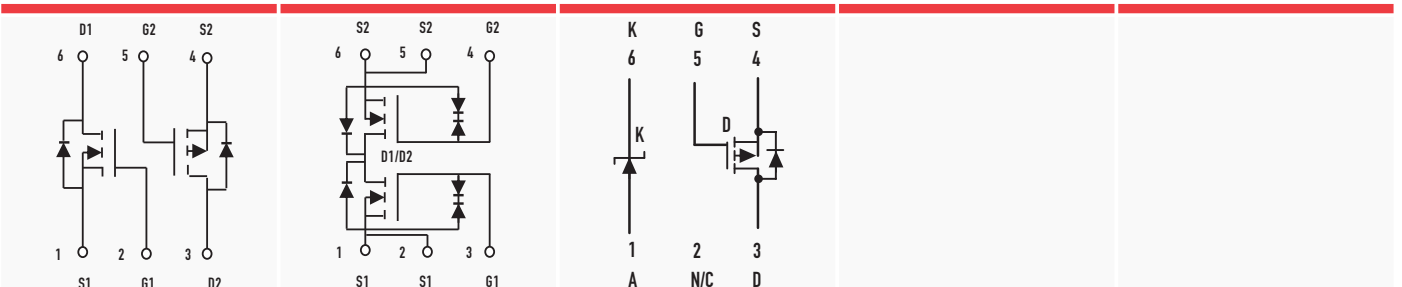 D1 G2 S2
6 5 4
1 2 3
S1 G1 D2
S2 S2 G2
6 5 4
D1/D2
1 2 3
S1 S1 G1
K G S
6 5 4
D
K
1 2 3
A N/C D